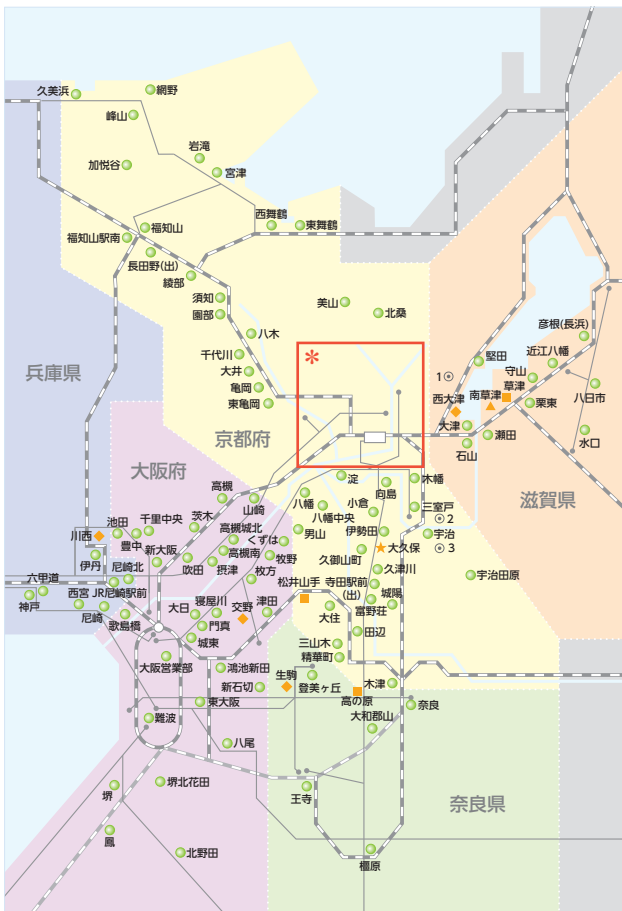 久美浜
網野
峰山
岩滝
加悦谷
宮津
西舞鶴
東舞鶴
福知山
福知山駅南
長田野(出)
綾部
須知
園部
美山
北桑
八木
彦根(長浜)
千代川
＊
堅田
近江八幡
大井
1
守山
兵庫県
西大津
南草津
草津
八日市
亀岡
東亀岡
栗東
大津
京都府
瀬田
水口
石山
大阪府
淀
木幡
向島
滋賀県
高槻
山崎
八幡
小倉
三室戸
八幡中央
2
千里中央
茨木
池田
高槻城北
くずは
男山
伊勢田
宇治
川西
豊中
大久保
3
新大阪
高槻南
牧野
久御山町
伊丹
吹田
摂津
枚方
久津川
宇治田原
六甲道
尼崎北
松井山手
寺田駅前
(出)
神戸
西宮
JR尼崎駅前
大日
寝屋川
交野
津田
城陽
尼崎
歌島橋
門真
大住
富野荘
城東
田辺
三山木
大阪営業部
鴻池新田
精華町
生駒
新石切
登美ヶ丘
木津
高の原
東大阪
奈良
難波
大和郡山
八尾
堺北花田
王寺
堺
奈良県
鳳
北野田
橿原